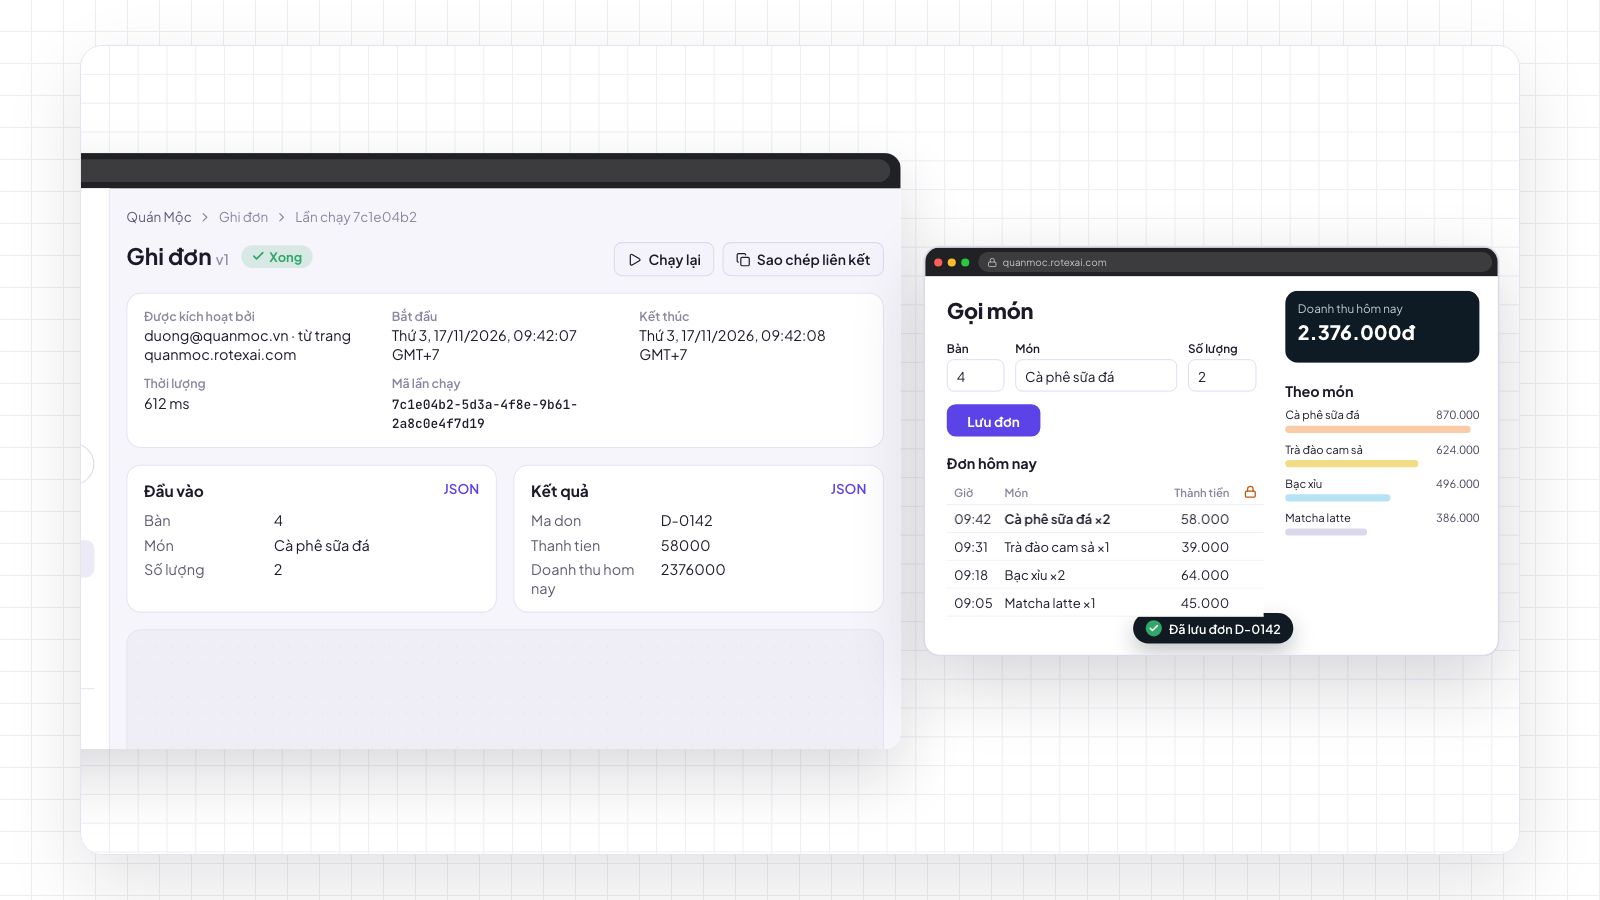 Quán Mộc > Ghi đơn > Lần chạy 7c1e04b2
Ghi đơn v1 Xong
Chạy lại
Sao chép liên kết
Được kích hoạt bởi
duong@quanmoc.vn · từ trang
quanmoc.rotexai.com
Bắt đầu
Thứ 3, 17/11/2026, 09:42:07
GMT+7
Kết thúc
Thứ 3, 17/11/2026, 09:42:08
GMT+7
Thời lượng
612 ms
Mã lần chạy
7c1e04b2-5d3a-4f8e-9b61-
2a8c0e4f7d19
Đầu vào JSON
Bàn 4
Món Cà phê sữa đá
Số lượng 2
Kết quả JSON
Ma don D-0142
Thanh tien 58000
Doanh thu hom 2376000
nay
quanmoc.rotexai.com
Gọi món
Bàn
4
Món
Cà phê sữa đá
Số lượng
2
Lưu đơn
Đơn hôm nay
Giờ Món Thành tiền
09:42 Cà phê sữa đá ×2 58.000
09:31 Trà đào cam sả ×1 39.000
09:18 Bạc xỉu ×2 64.000
09:05 Matcha latte ×1 45.000
Đã lưu đơn D-0142
Doanh thu hôm nay
2.376.000đ
Theo món
Cà phê sữa đá 870.000
Trà đào cam sả 624.000
Bạc xỉu 496.000
Matcha latte 386.000